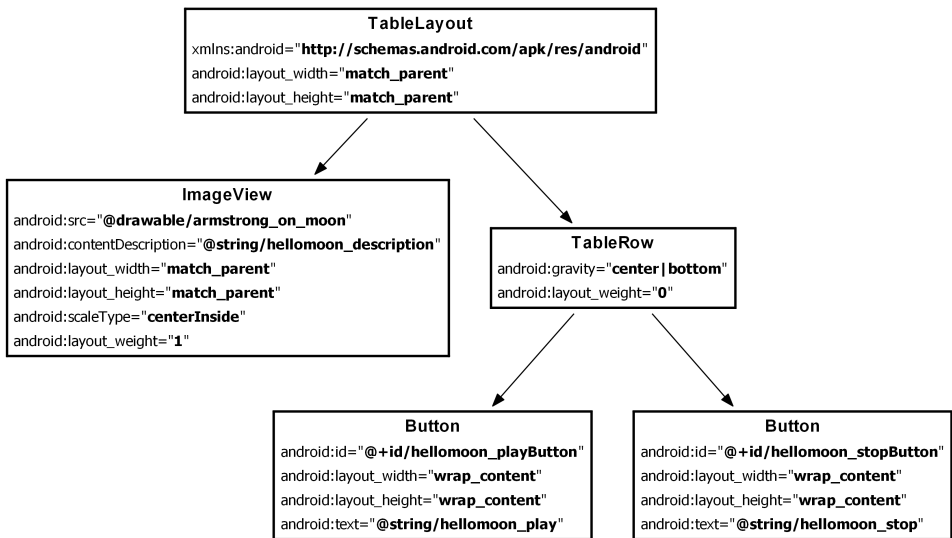 TableLayout
xmlns:android="http://schemas.android.com/apk/res/android"
android:layout_width="match_parent"
android:layout_height="match_parent"
ImageView
android:src="@drawable/armstrong_on_moon"
android:contentDescription="@string/hellomoon_description"
android:layout_width="match_parent"
android:layout_height="match_parent"
android:scaleType="centerInside"
android:layout_weight="1"
TableRow
android:gravity="center|bottom"
android:layout_weight="0"
Button
android:id="@+id/hellomoon_playButton"
android:layout_width="wrap_content"
android:layout_height="wrap_content"
android:text="@string/hellomoon_play"
Button
android:id="@+id/hellomoon_stopButton"
android:layout_width="wrap_content"
android:layout_height="wrap_content"
android:text="@string/hellomoon_stop"